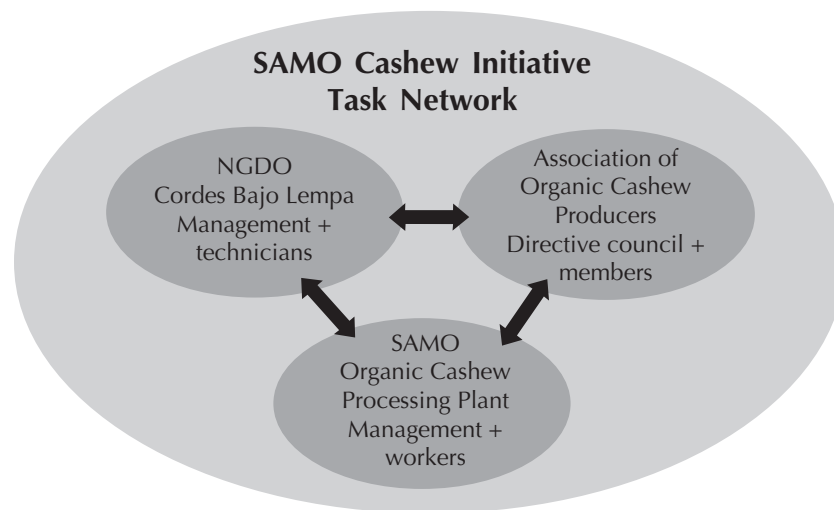 SAMO Cashew Initiative
Task Network
NGDO
Cordes Bajo Lempa
Management +
technicians
Association of
Organic Cashew
Producers
Directive council +
members
SAMO
Organic Cashew
Processing Plant
Management +
workers